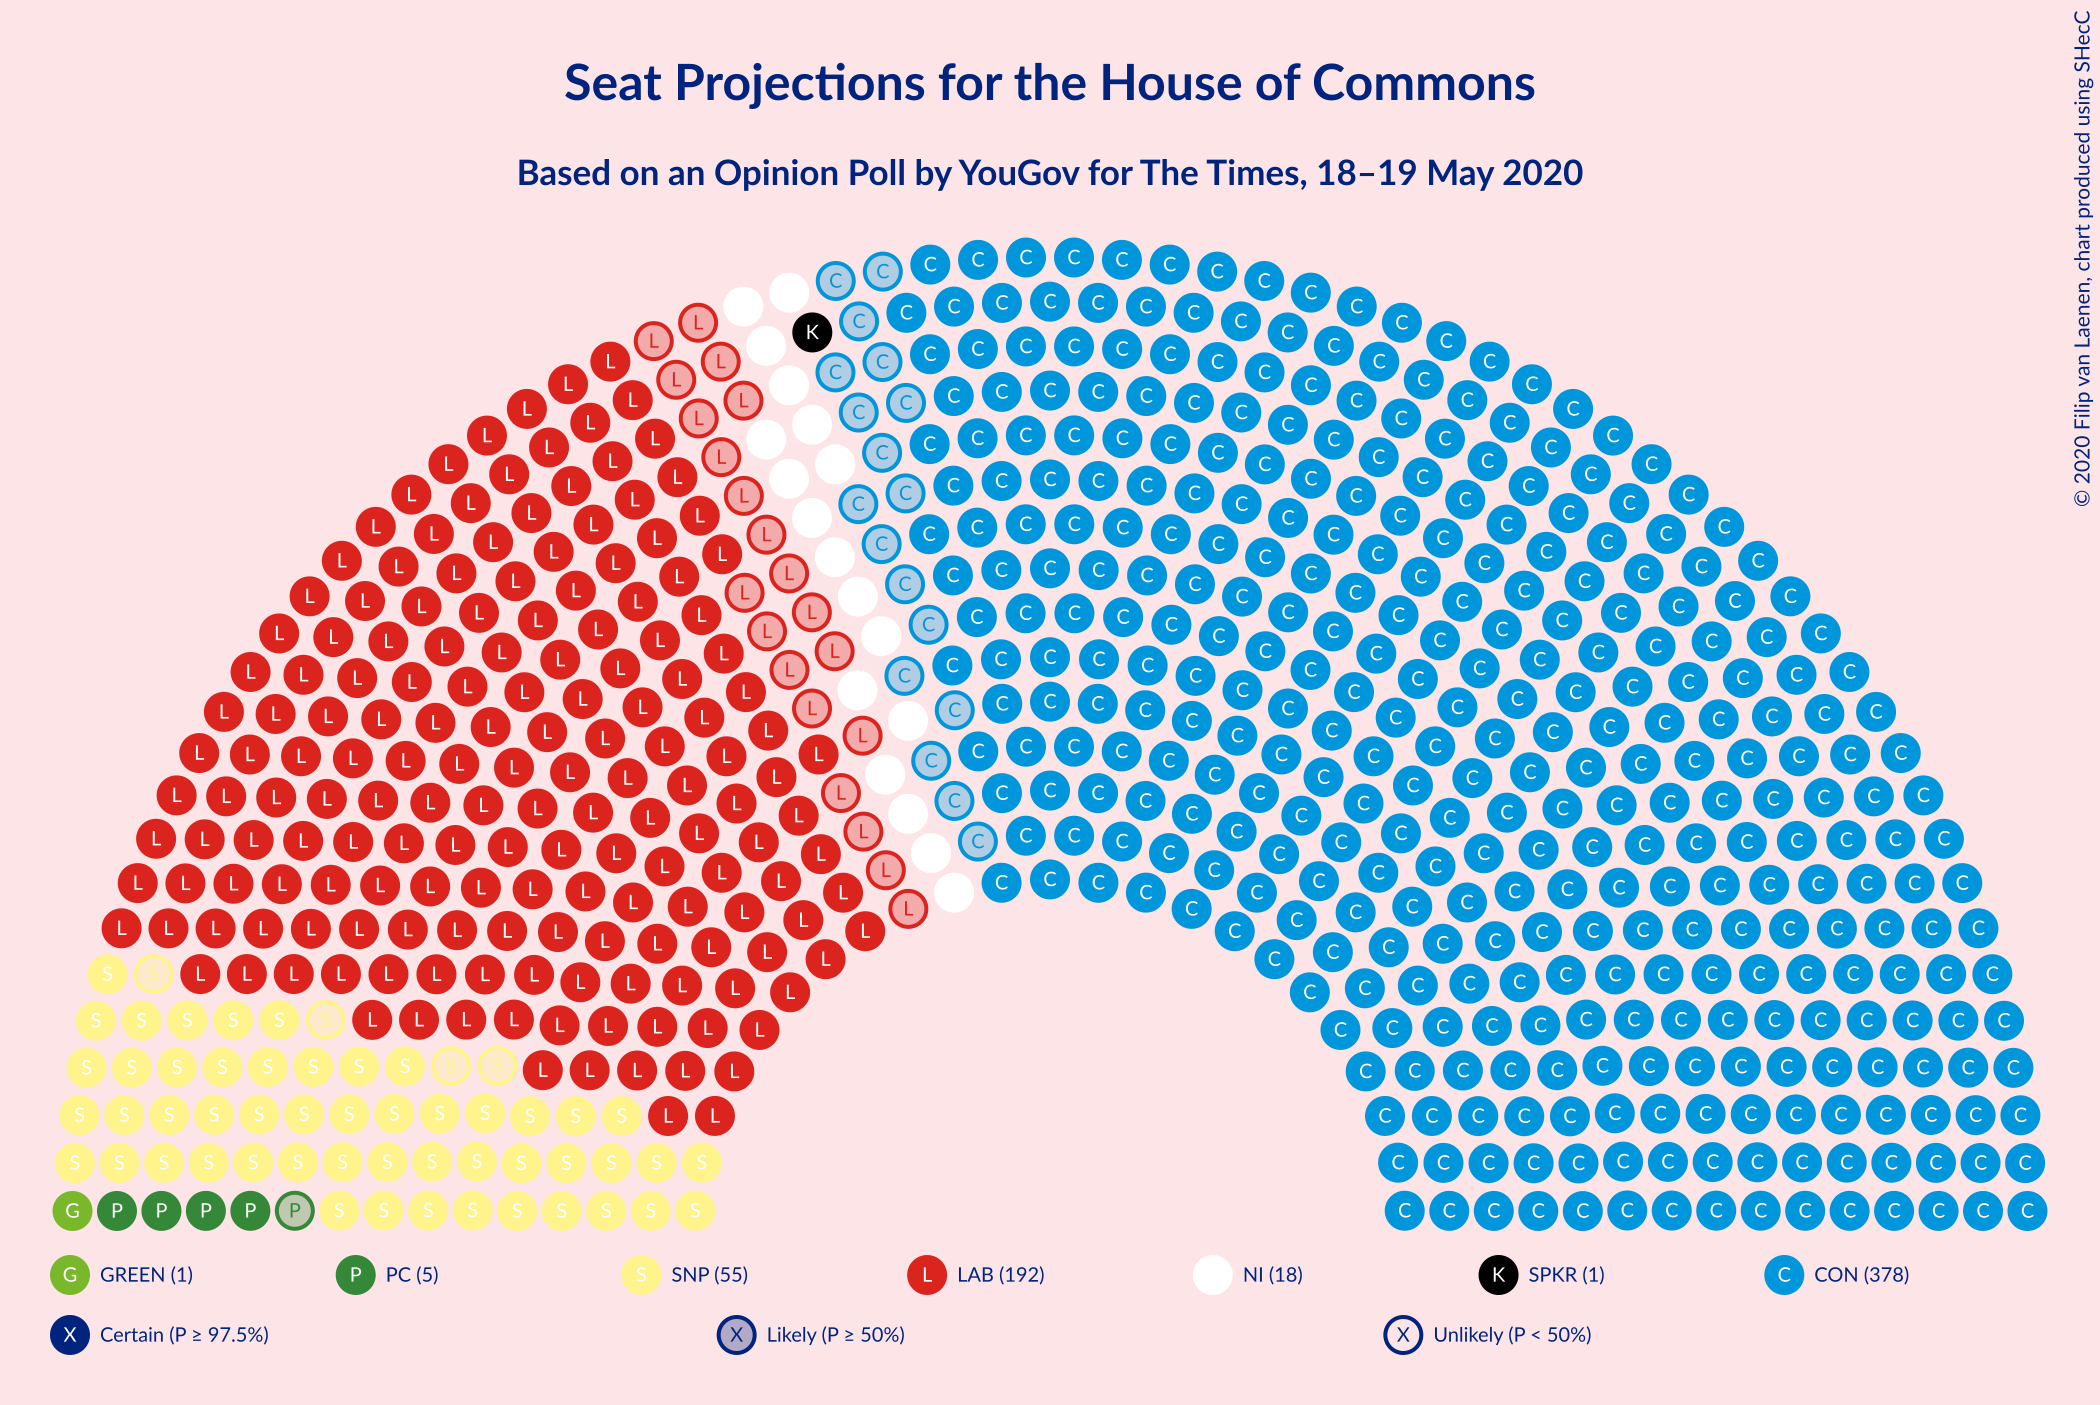 Seat Projections for the House of Commons
Based on an Opinion Poll by YouGov for The Times, 18–19 May 2020
© 2020 Filip van Laenen, chart produced using SHecC
G GREEN (1)
P PC (5)
S SNP (55)
L LAB (192)
NI (18)
K SPKR (1)
C CON (378)
X Certain (P ≥ 97.5%)
X Likely (P ≥ 50%)
X Unlikely (P < 50%)